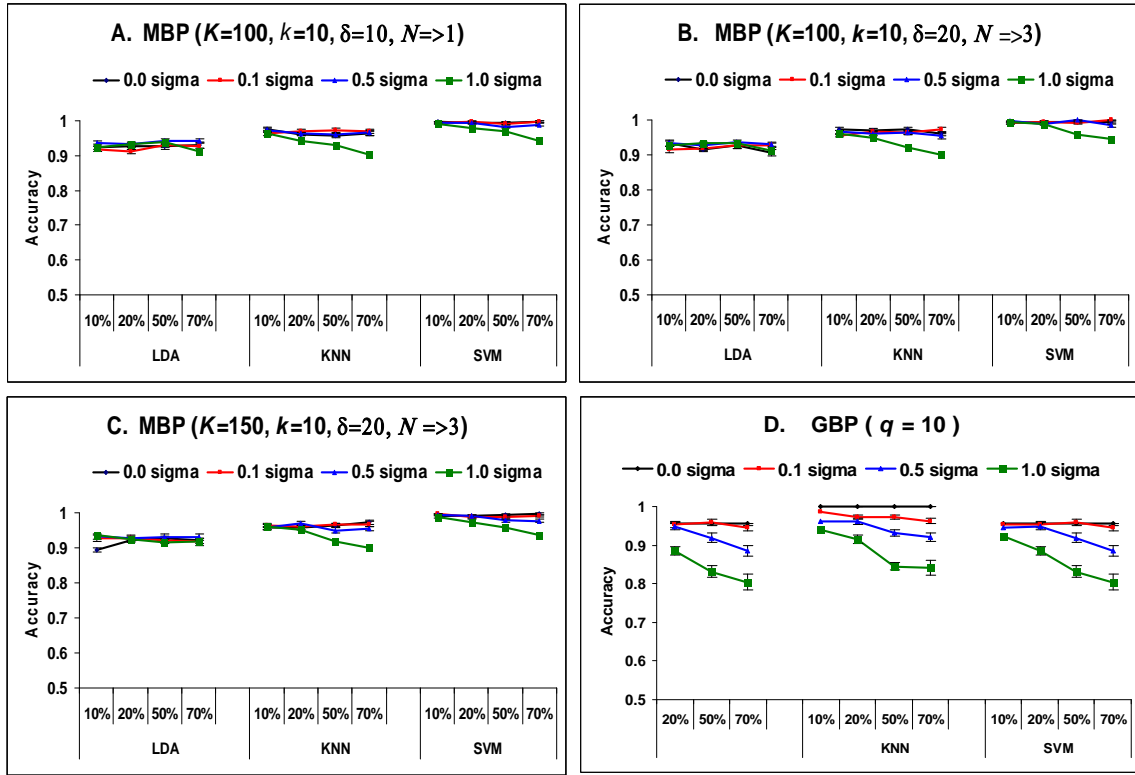 A. MBP (K=100, k=10, δ=10, N=>1)
0.0 sigma 0.1 sigma 0.5 sigma 1.0 sigma
Accuracy
1
0.9
0.8
0.7
0.6
0.5
10% 20% 50% 70% 10% 20% 50% 70% 10% 20% 50% 70%
LDA KNN SVM
B. MBP (K=100, k=10, δ=20, N =>3)
0.0 sigma 0.1 sigma 0.5 sigma 1.0 sigma
Accuracy
1
0.9
0.8
0.7
0.6
0.5
10% 20% 50% 70% 10% 20% 50% 70% 10% 20% 50% 70%
LDA KNN SVM
C. MBP (K=150, k=10, δ=20, N =>3)
0.0 sigma 0.1 sigma 0.5 sigma 1.0 sigma
Accuracy
1
0.9
0.8
0.7
0.6
0.5
10% 20% 50% 70% 10% 20% 50% 70% 10% 20% 50% 70%
LDA KNN SVM
D. GBP ( q = 10 )
0.0 sigma 0.1 sigma 0.5 sigma 1.0 sigma
Accuracy
1
0.9
0.8
0.7
0.6
0.5
20% 50% 70% 10% 20% 50% 70% 10% 20% 50% 70%
KNN SVM